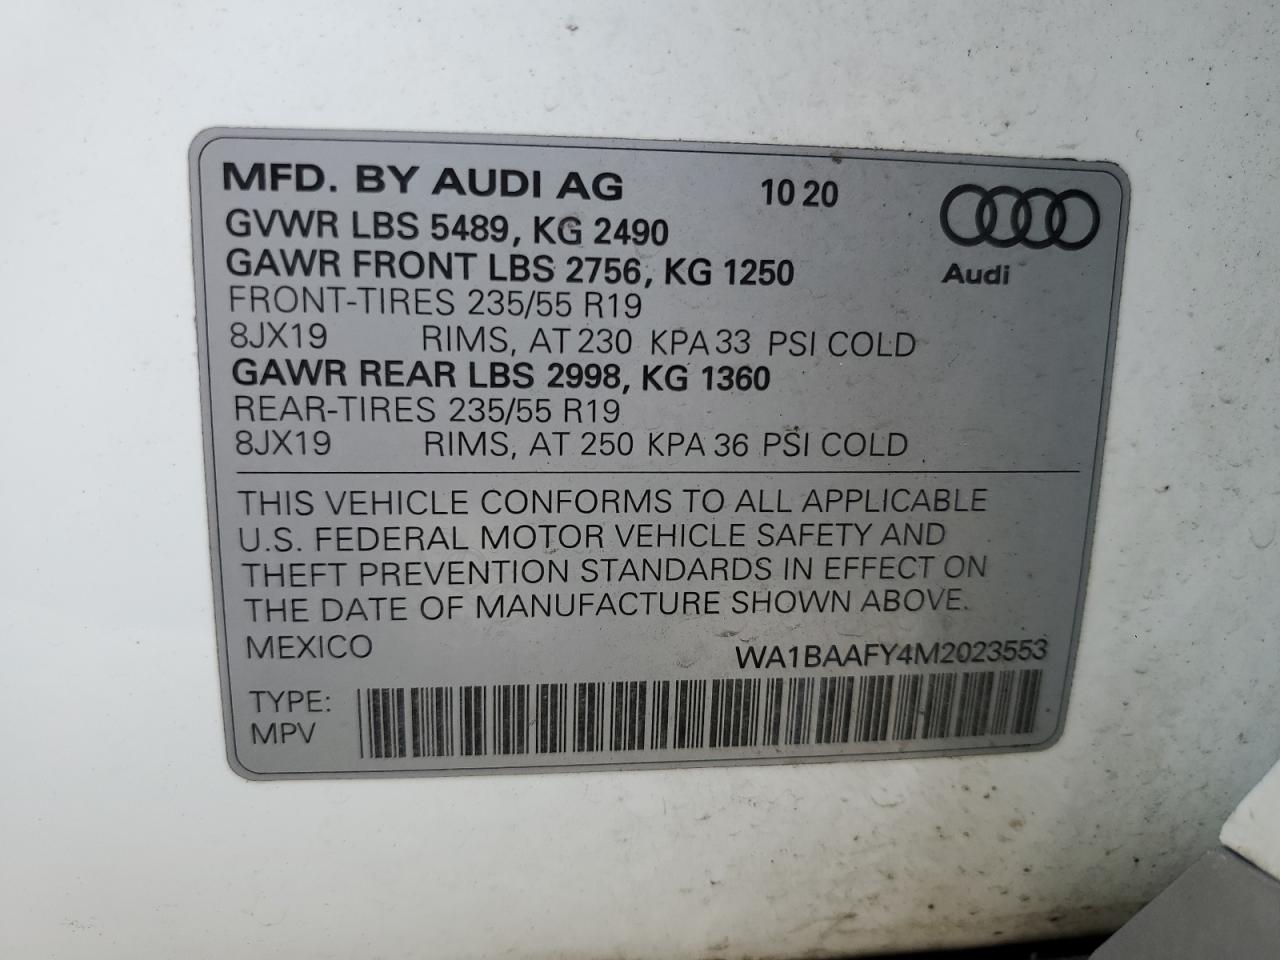 MFD. BY AUDI AG 10 20
GVWR LBS 5489, KG 2490
GAWR FRONT LBS 2756, KG 1250
Audi
FRONT-TIRES 235/55 R19
8JX19 RIMS, AT 230 KPA 33 PSI COLD
GAWR REAR LBS 2998, KG 1360
REAR-TIRES 235/55 R19
8JX19 RIMS, AT 250 KPA 36 PSI COLD
THIS VEHICLE CONFORMS TO ALL APPLICABLE
U.S. FEDERAL MOTOR VEHICLE SAFETY AND
THEFT PREVENTION STANDARDS IN EFFECT ON
THE DATE OF MANUFACTURE SHOWN ABOVE.
MEXICO WA1BAAFY4M2023553
TYPE:
MPV